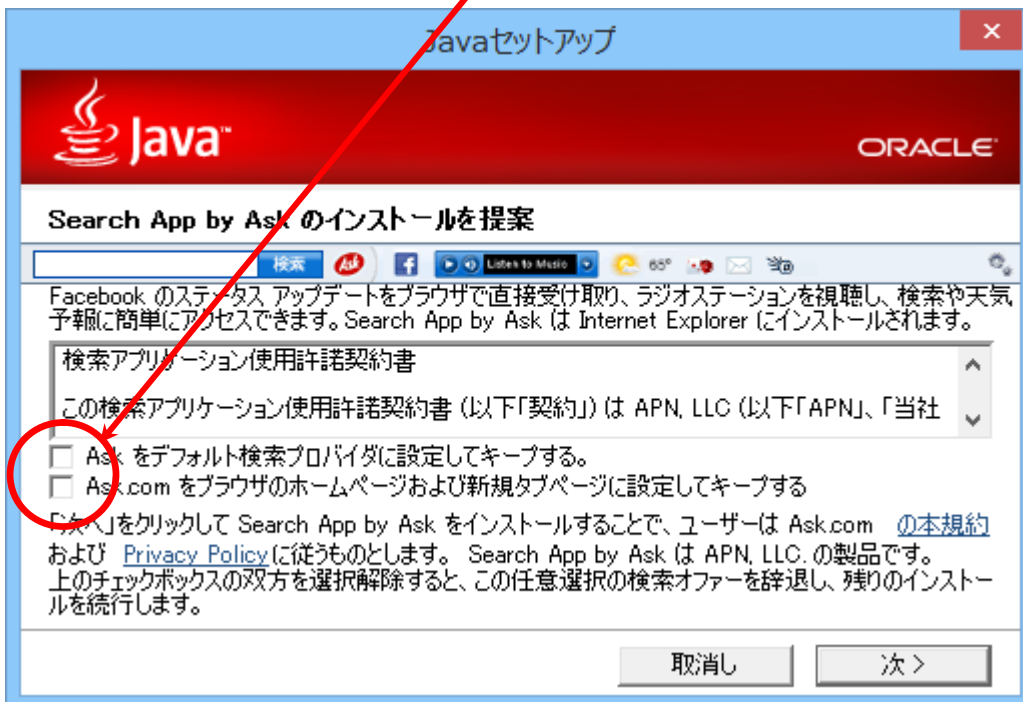 Javaセットアップ
Java™
ORACLE
Search App by Ask のインストールを提案
検索 Ask Listen to Music 65°
Facebook のステータス アップデートをブラウザで直接受け取り、ラジオステーションを視聴し、検索や天気
予報に簡単にアクセスできます。Search App by Ask は Internet Explorer にインストールされます。
検索アプリケーション使用許諾契約書
この検索アプリケーション使用許諾契約書 (以下「契約」) は APN, LLC (以下「APN」、「当社
Ask をデフォルト検索プロバイダに設定してキープする。
Ask.com をブラウザのホームページおよび新規タブページに設定してキープする
「次へ」をクリックして Search App by Ask をインストールすることで、ユーザーは Ask.com の本規約
および Privacy Policyに従うものとします。 Search App by Ask は APN, LLC. の製品です。
上のチェックボックスの双方を選択解除すると、この任意選択の検索オファーを辞退し、残りのインストー
ルを続行します。
取消し 次 >